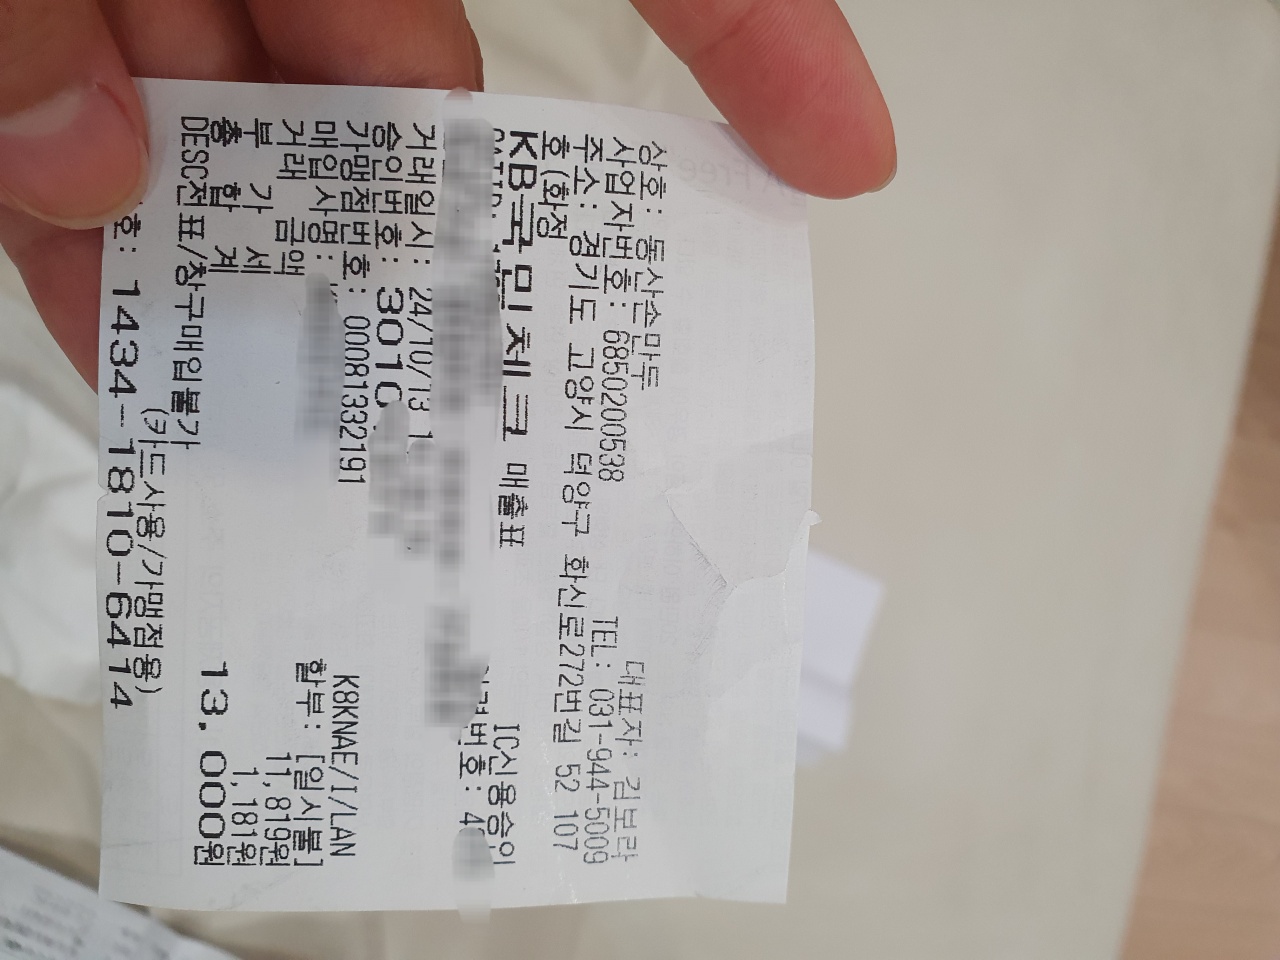 상호: 동산손만두
대표자: 김보라
사업자번호: 6850200538
TEL: 031-944-5009
주소: 경기도 고양시 덕양구 화신로272번길 52 107
호(화정
KB국민체크 매출표
IC신용승인
거래일시: 24/10/13 1
승인번호: 3010
가맹점번호: 00081332191
K8KNAE/I/LAN
매입사명:
할부: [일시불]
거래 금액 11,819원
부 가 세 1,181원
총 합 계 13.000원
DESC전표/창구매입불가
(카드사용/가맹점용)
호: 1434-1810-6414